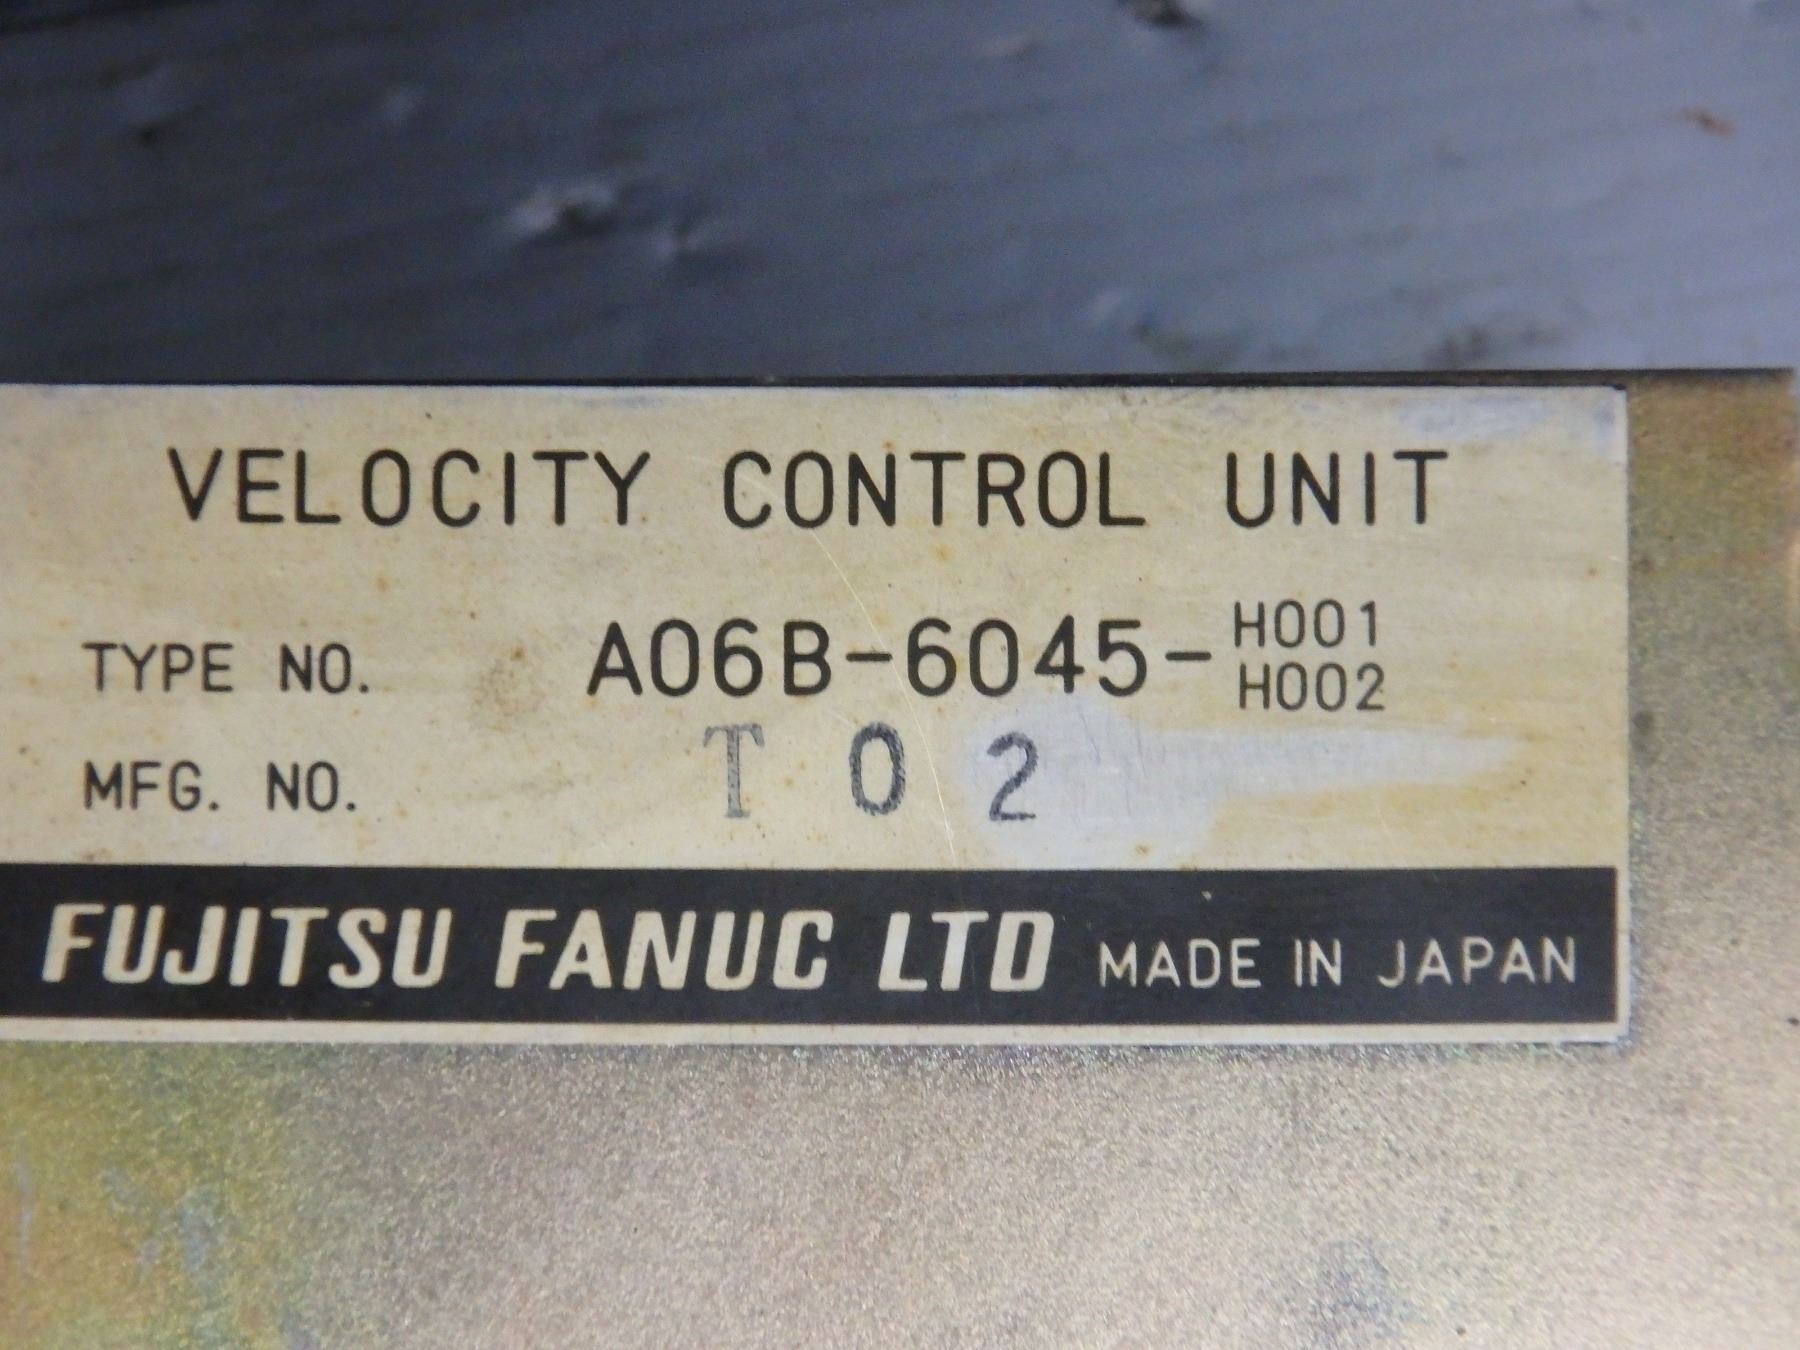 VELOCITY CONTROL UNIT
TYPE NO. A06B-6045-H001
H002
MFG. NO. T02
FUJITSU FANUC LTD MADE IN JAPAN